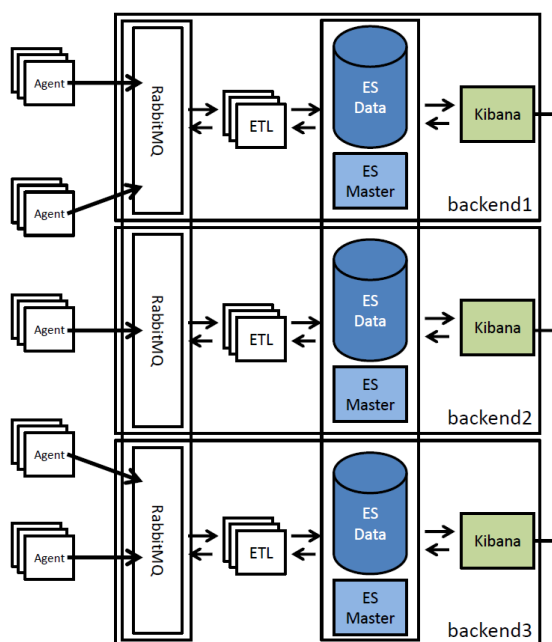 Agent
Agent
RabbitMQ
ETL
ES
Data
ES
Master
Kibana
backend1
Agent
RabbitMQ
ETL
ES
Data
ES
Master
Kibana
backend2
Agent
Agent
RabbitMQ
ETL
ES
Data
ES
Master
Kibana
backend3